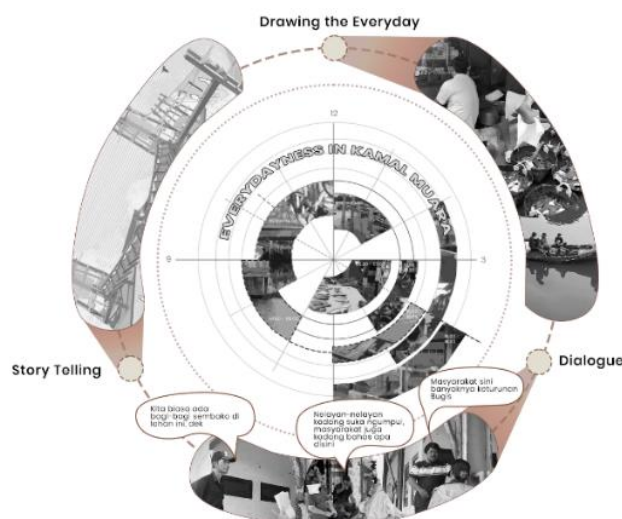 Drawing the Everyday
12
EVERYDAYNESS IN KAMAL MUARA
9
3
Story Telling
Dialogue
Kita biasa ada
bagi-bagi sembako di
lahan ini, dek
Nelayan-nelayan
kadang suka ngumpul,
masyarakat juga
kadang bahas apa
disini
Masyarakat sini
banyaknya keturunan
Bugis